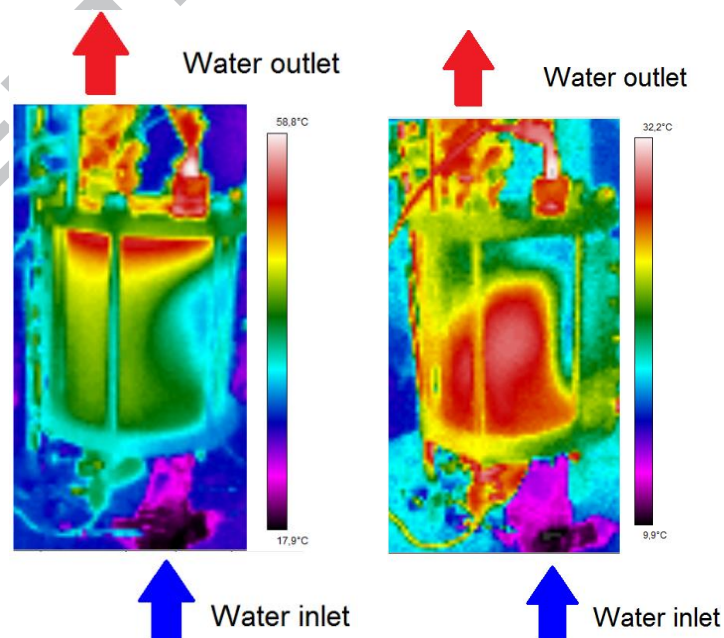 Water outlet
Water outlet
58,8°C
32,2°C
17,9°C
9,9°C
Water inlet
Water inlet